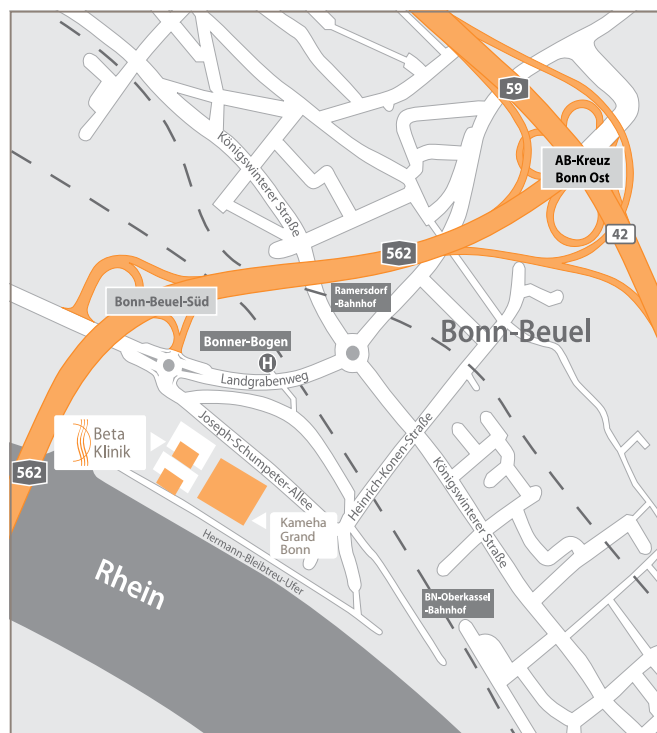 59
AB-Kreuz
Bonn Ost
Königswinterer Straße
42
562
Bonn-Beuel-Süd
Ramersdorf
-Bahnhof
Bonner-Bogen
Bonn-Beuel
H
Landgrabenweg
Beta
Klinik
Joseph-Schumpeter-Allee
Heinrich-Konen-Straße
562
Königswinterer Straße
Kameha
Grand
Bonn
Hermann-Bleibtreu-Ufer
Rhein
BN-Oberkassel
-Bahnhof